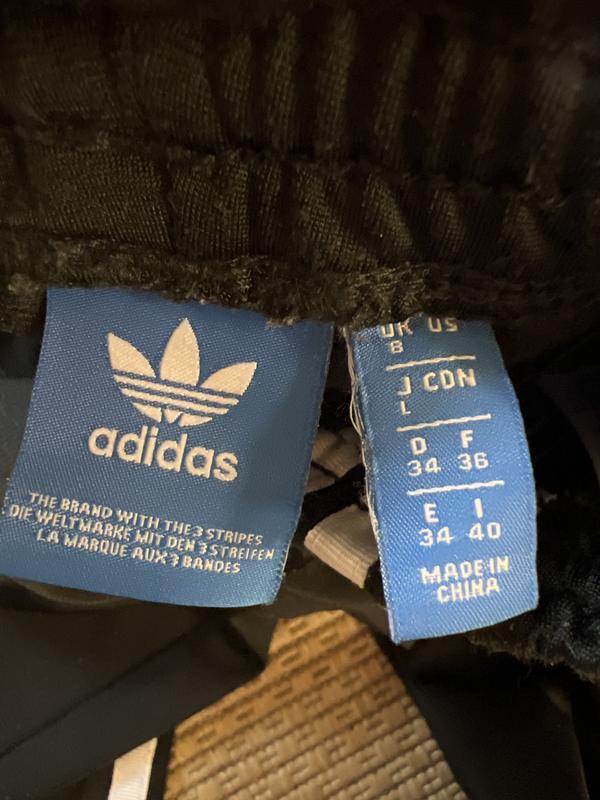 adidas
THE BRAND WITH THE 3 STRIPES
DIE WELTMARKE MIT DEN 3 STREIFEN
LA MARQUE AUX 3 BANDES
UK US
8
J CDN
L
D F
34 36
E I
34 40
MADE IN
CHINA